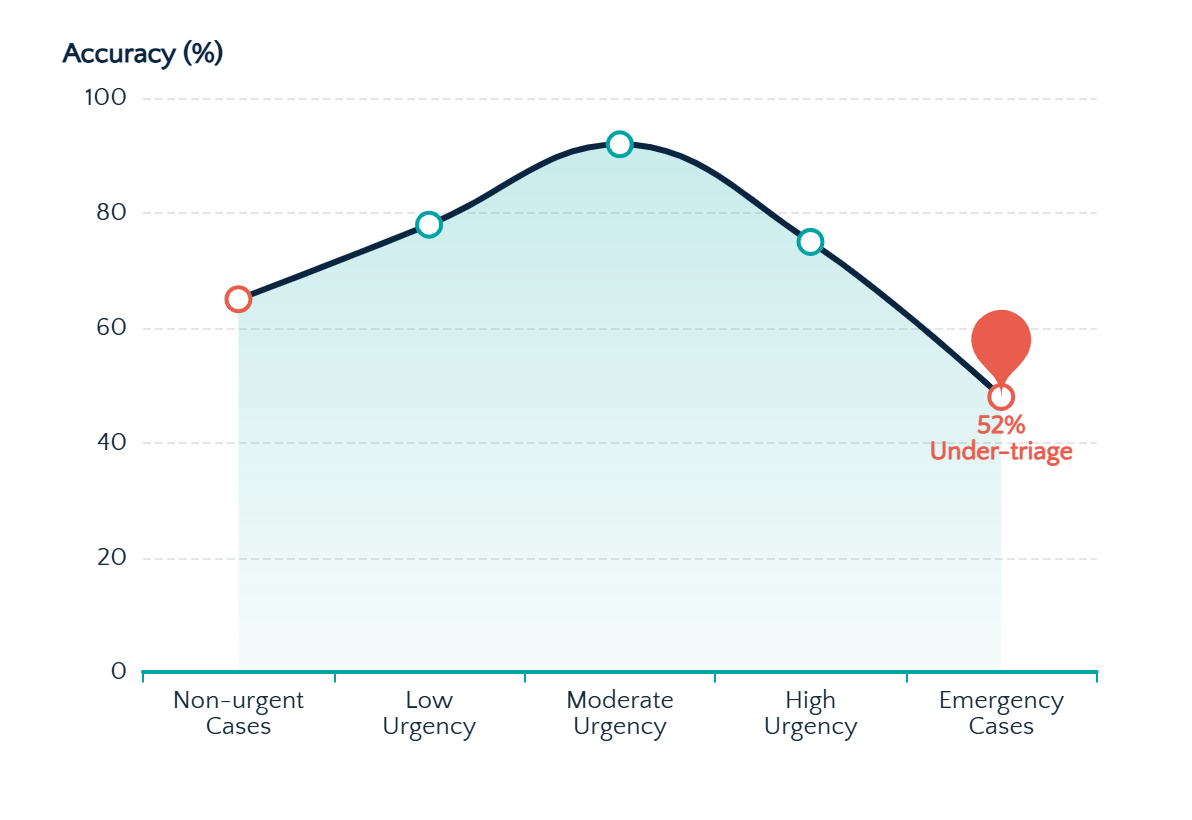 Accuracy (%)
100
80
60
40
20
0
52%
Under-triage
Non-urgent
Cases
Low
Urgency
Moderate
Urgency
High
Urgency
Emergency
Cases